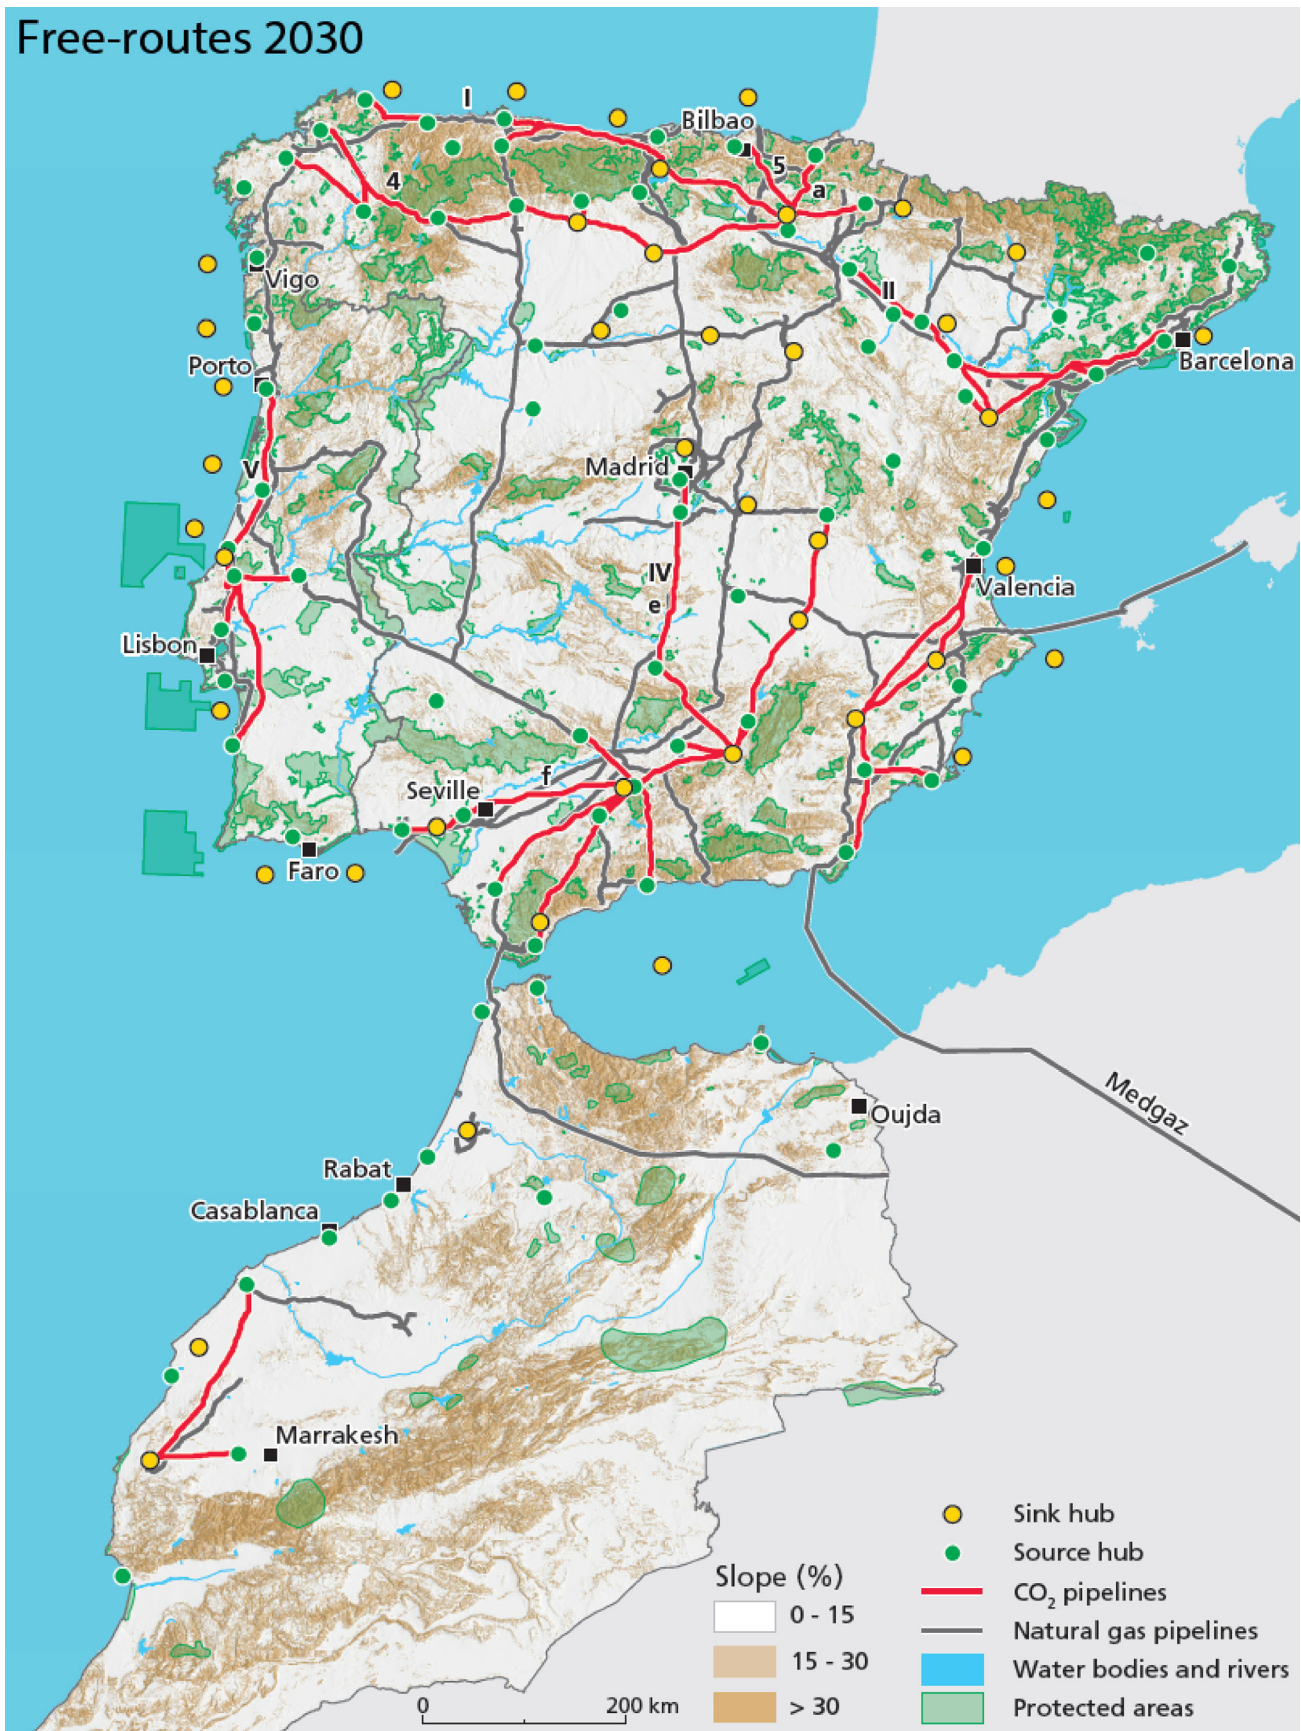 Free-routes 2030
I
Bilbao
5
4
a
Vigo
II
Porto
Barcelona
V
Madrid
IV
Valencia
e
Lisbon
f
Seville
Faro
Medgaz
Oujda
Rabat
Casablanca
Marrakesh
Sink hub
Source hub
Slope (%)
CO₂ pipelines
0 - 15
Natural gas pipelines
15 - 30
Water bodies and rivers
> 30
Protected areas
0 200 km